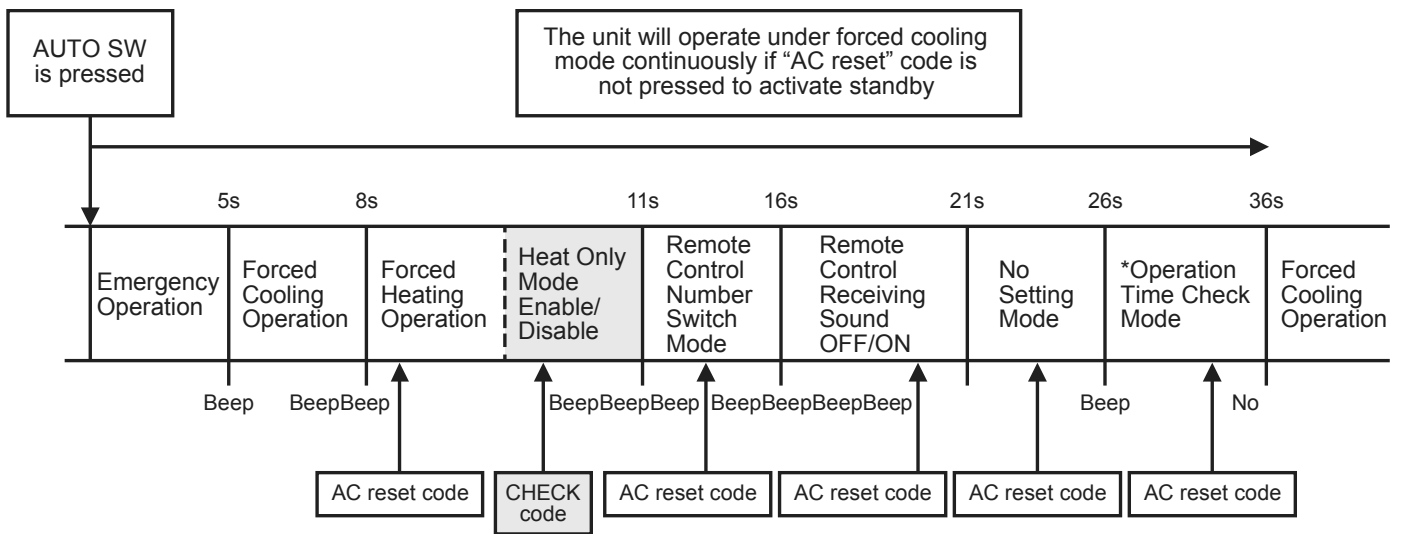 AUTO SW
is pressed
The unit will operate under forced cooling
mode continuously if “AC reset” code is
not pressed to activate standby
5s
8s
11s
16s
21s
26s
36s
Emergency
Operation
Forced
Cooling
Operation
Forced
Heating
Operation
Heat Only
Mode
Enable/
Disable
Remote
Control
Number
Switch
Mode
Remote
Control
Receiving
Sound
OFF/ON
No
Setting
Mode
*Operation
Time Check
Mode
Forced
Cooling
Operation
Beep
BeepBeep
BeepBeepBeep
BeepBeepBeepBeep
Beep
No
AC reset code
CHECK
code
AC reset code
AC reset code
AC reset code
AC reset code